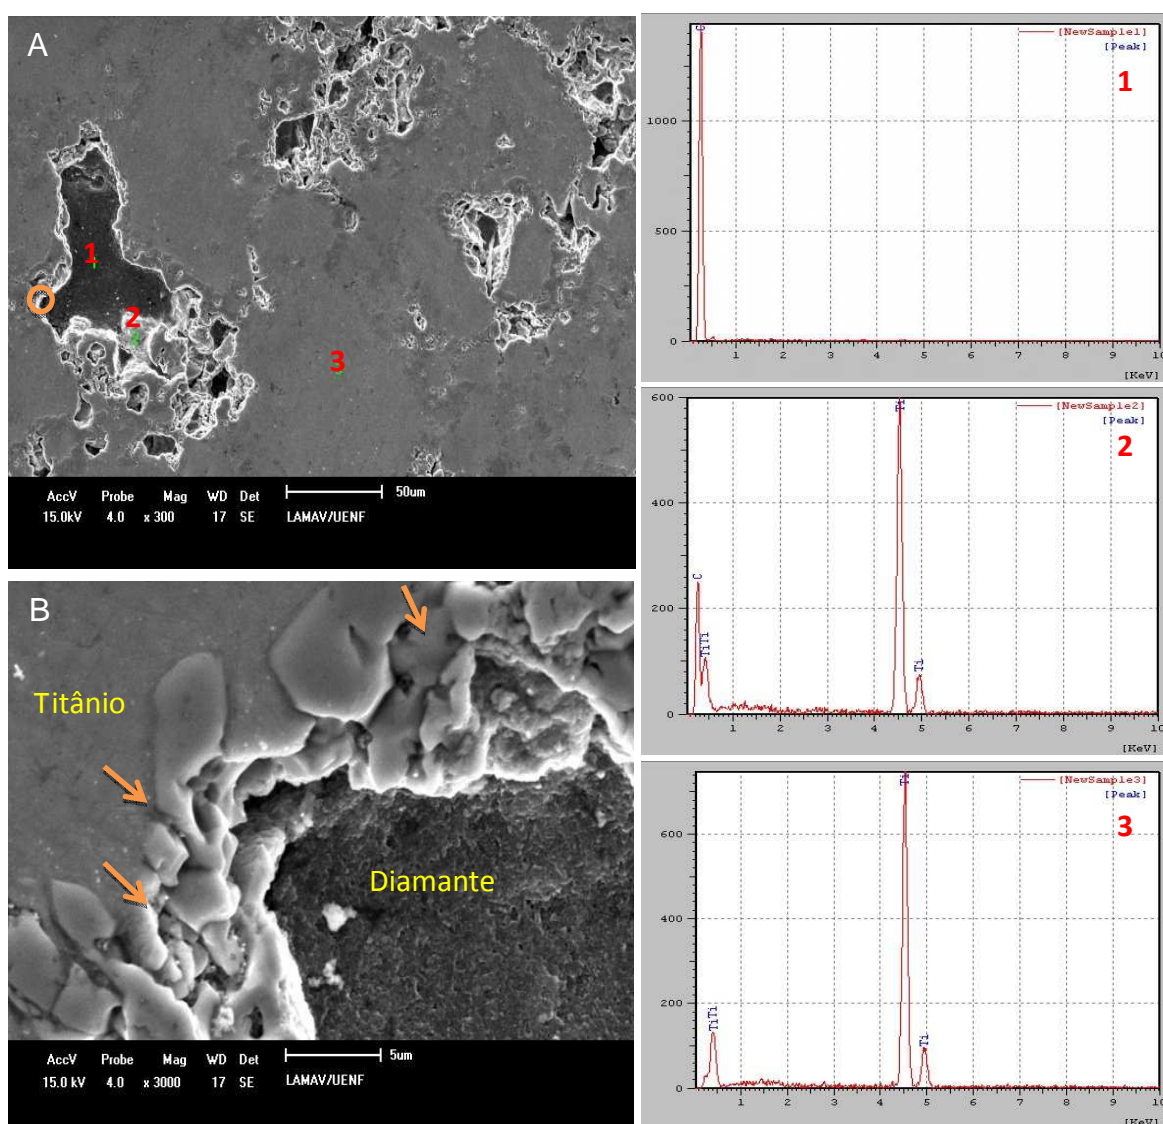 A
1
2
3
AccV Probe Mag WD Det 50um
15.0kV 4.0 x 300 17 SE LAMAV/UENF
B
Titânio
Diamante
AccV Probe Mag WD Det 5um
15.0 kV 4.0 x 3000 17 SE LAMAV/UENF
C
[NewSample1]
[Peak]
1
1000
500
0
1 2 3 4 5 6 7 8 9 10
[KeV]
600
Ti
[NewSample2]
[Peak]
2
400
C
200
TiTi
Ti
0
1 2 3 4 5 6 7 8 9 10
[KeV]
Ti
[NewSample3]
[Peak]
3
600
400
200
TiTi
Ti
0
1 2 3 4 5 6 7 8 9 10
[KeV]